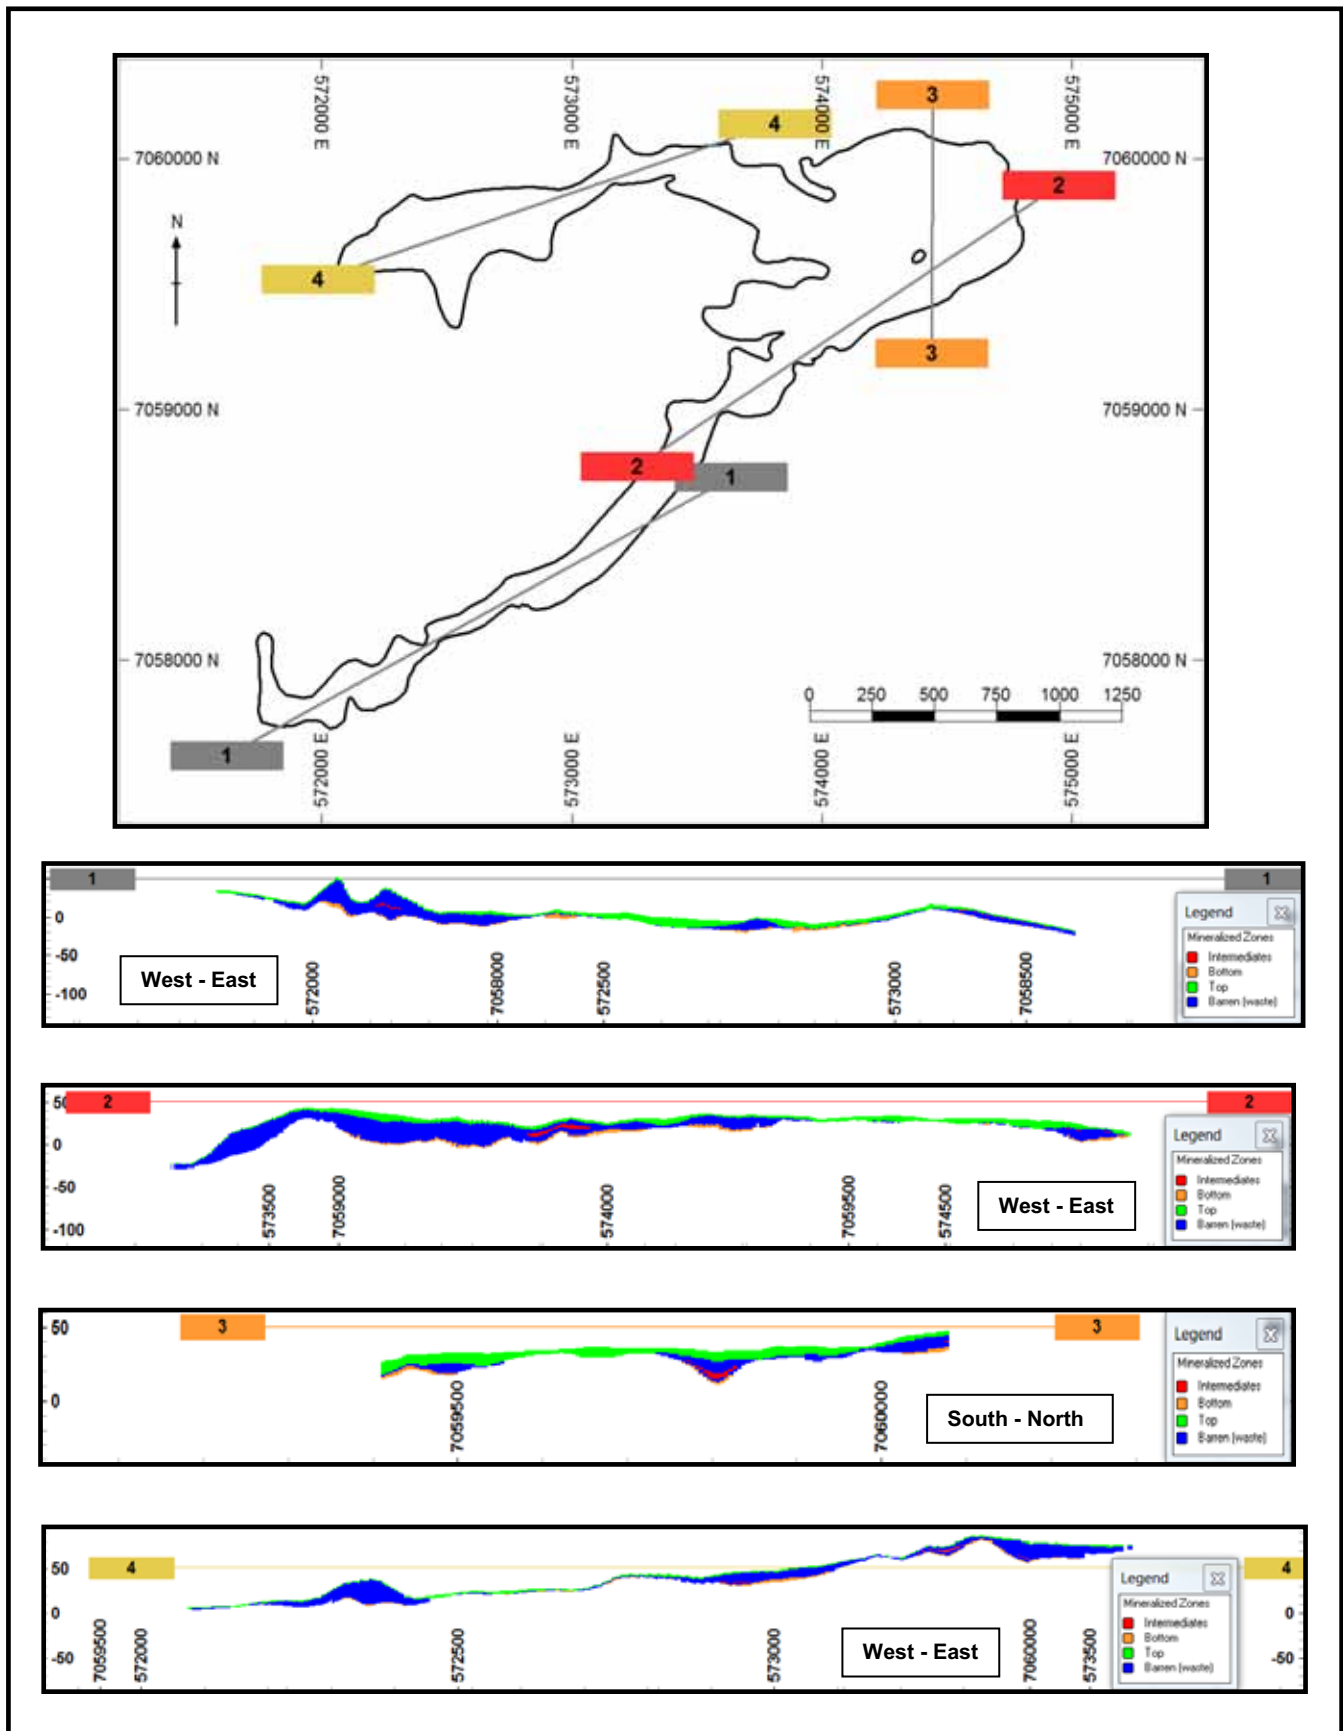 572000 E
573000 E
574000 E
575000 E
3
4
7060000 N
7060000 N
2
N
4
3
7059000 N
7059000 N
2
1
7058000 N
7058000 N
0 250 500 750 1000 1250
1
572000 E
573000 E
574000 E
575000 E
1
1
0
-50
-100
West - East
572000
7058000
572500
573000
7058500
Legend
Mineralized Zones
Intermediates
Bottom
Top
Barren (waste)
50
2
2
0
-50
-100
573500
7059000
574000
7059500
574500
West - East
Legend
Mineralized Zones
Intermediates
Bottom
Top
Barren (waste)
50
3
3
0
7059500
7060000
South - North
Legend
Mineralized Zones
Intermediates
Bottom
Top
Barren (waste)
50
4
4
0
0
-50
-50
7059500
572000
572500
573000
7060000
573500
West - East
Legend
Mineralized Zones
Intermediates
Bottom
Top
Barren (waste)